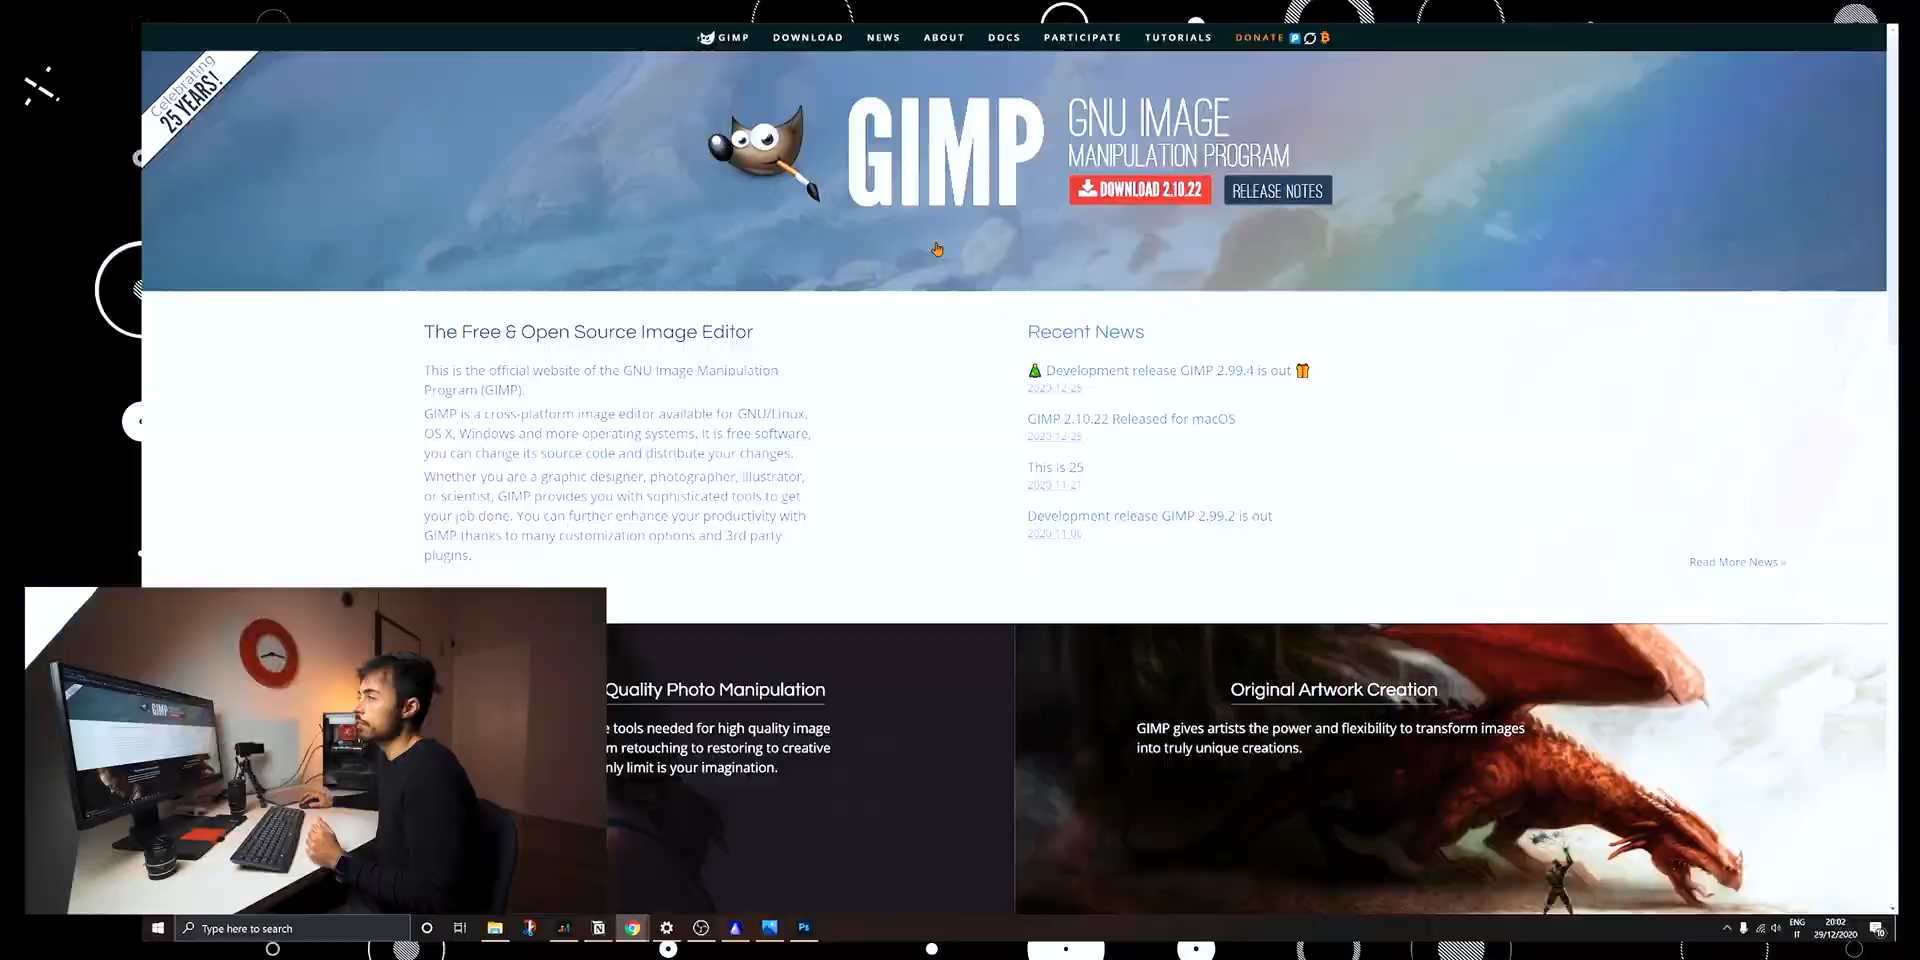 GIMP DOWNLOAD NEWS ABOUT DOCS PARTICIPATE TUTORIALS DONATE
Celebrating
25 YEARS!
GIMP
GNU IMAGE
MANIPULATION PROGRAM
DOWNLOAD 2.10.22
RELEASE NOTES
The Free & Open Source Image Editor
This is the official website of the GNU Image Manipulation
Program (GIMP).
GIMP is a cross-platform image editor available for GNU/Linux,
OS X, Windows and more operating systems. It is free software,
you can change its source code and distribute your changes.
Whether you are a graphic designer, photographer, illustrator,
or scientist, GIMP provides you with sophisticated tools to get
your job done. You can further enhance your productivity with
GIMP thanks to many customization options and 3rd party
plugins.
Recent News
Development release GIMP 2.99.4 is out
2020-12-25
GIMP 2.10.22 Released for macOS
2020-12-25
This is 25
2020-11-21
Development release GIMP 2.99.2 is out
2020-11-06
Read More News »
Quality Photo Manipulation
tools needed for high quality image
retouching to restoring to creative
limit is your imagination.
Original Artwork Creation
GIMP gives artists the power and flexibility to transform images
into truly unique creations.
GIMP
Type here to search
Ps
ENG
IT
20:02
29/12/2020